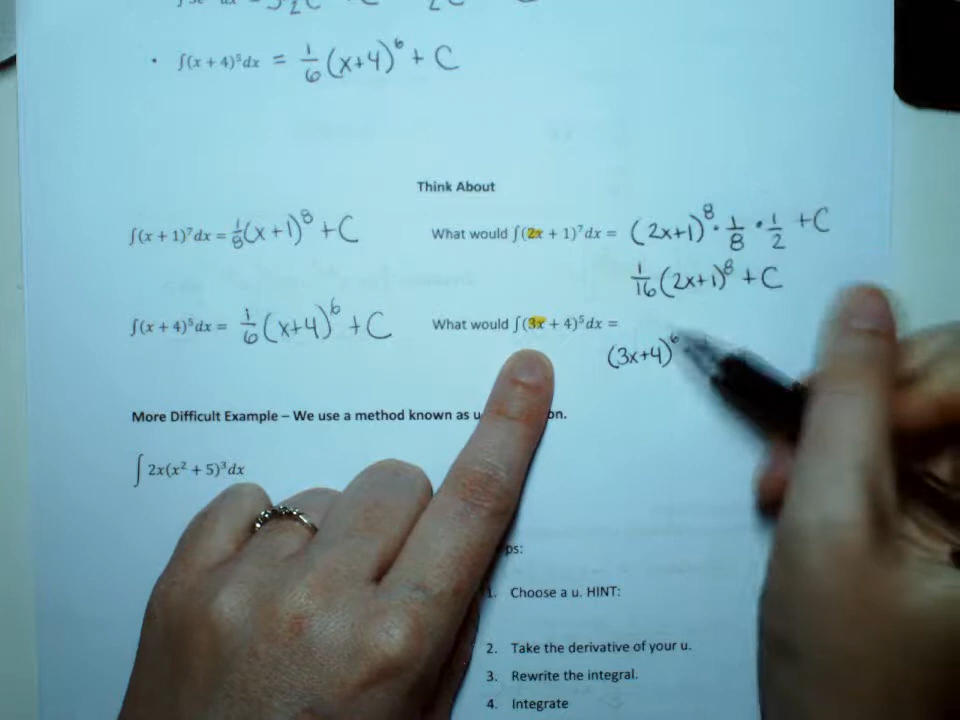 • ∫(x + 4)⁵dx = 1/6 (x+4)⁶ + C
Think About
∫(x + 1)⁷dx = 1/8 (x+1)⁸ + C
What would ∫(2x + 1)⁷dx = (2x+1)⁸ · 1/8 · 1/2 + C
1/16 (2x+1)⁸ + C
∫(x + 4)⁵dx = 1/6 (x+4)⁶ + C
What would ∫(3x + 4)⁵dx =
(3x+4)⁶
More Difficult Example – We use a method known as
∫ 2x(x² + 5)³dx
1. Choose a u. HINT:
2. Take the derivative of your u.
3. Rewrite the integral.
4. Integrate